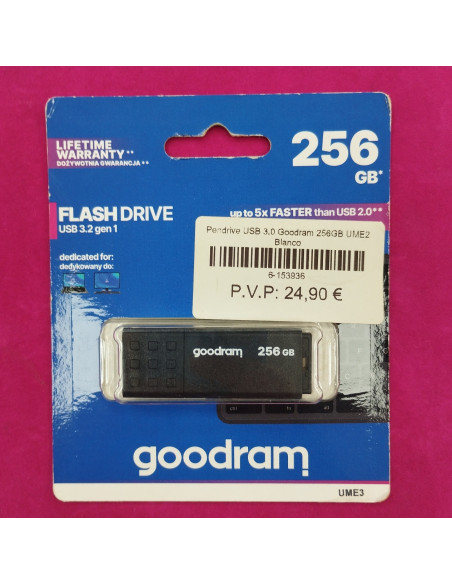 LIFETIME
WARRANTY**
DOŻYWOTNIA GWARANCJA**
256
GB*
FLASH DRIVE
USB 3.2 gen 1
up to 5x FASTER than USB 2.0**
dedicated for:
dedykowany do:
Pendrive USB 3.0 Goodram 256GB UME2
Blanco
6-153936
P.V.P: 24,90 €
goodram
256 GB
goodram
UME3